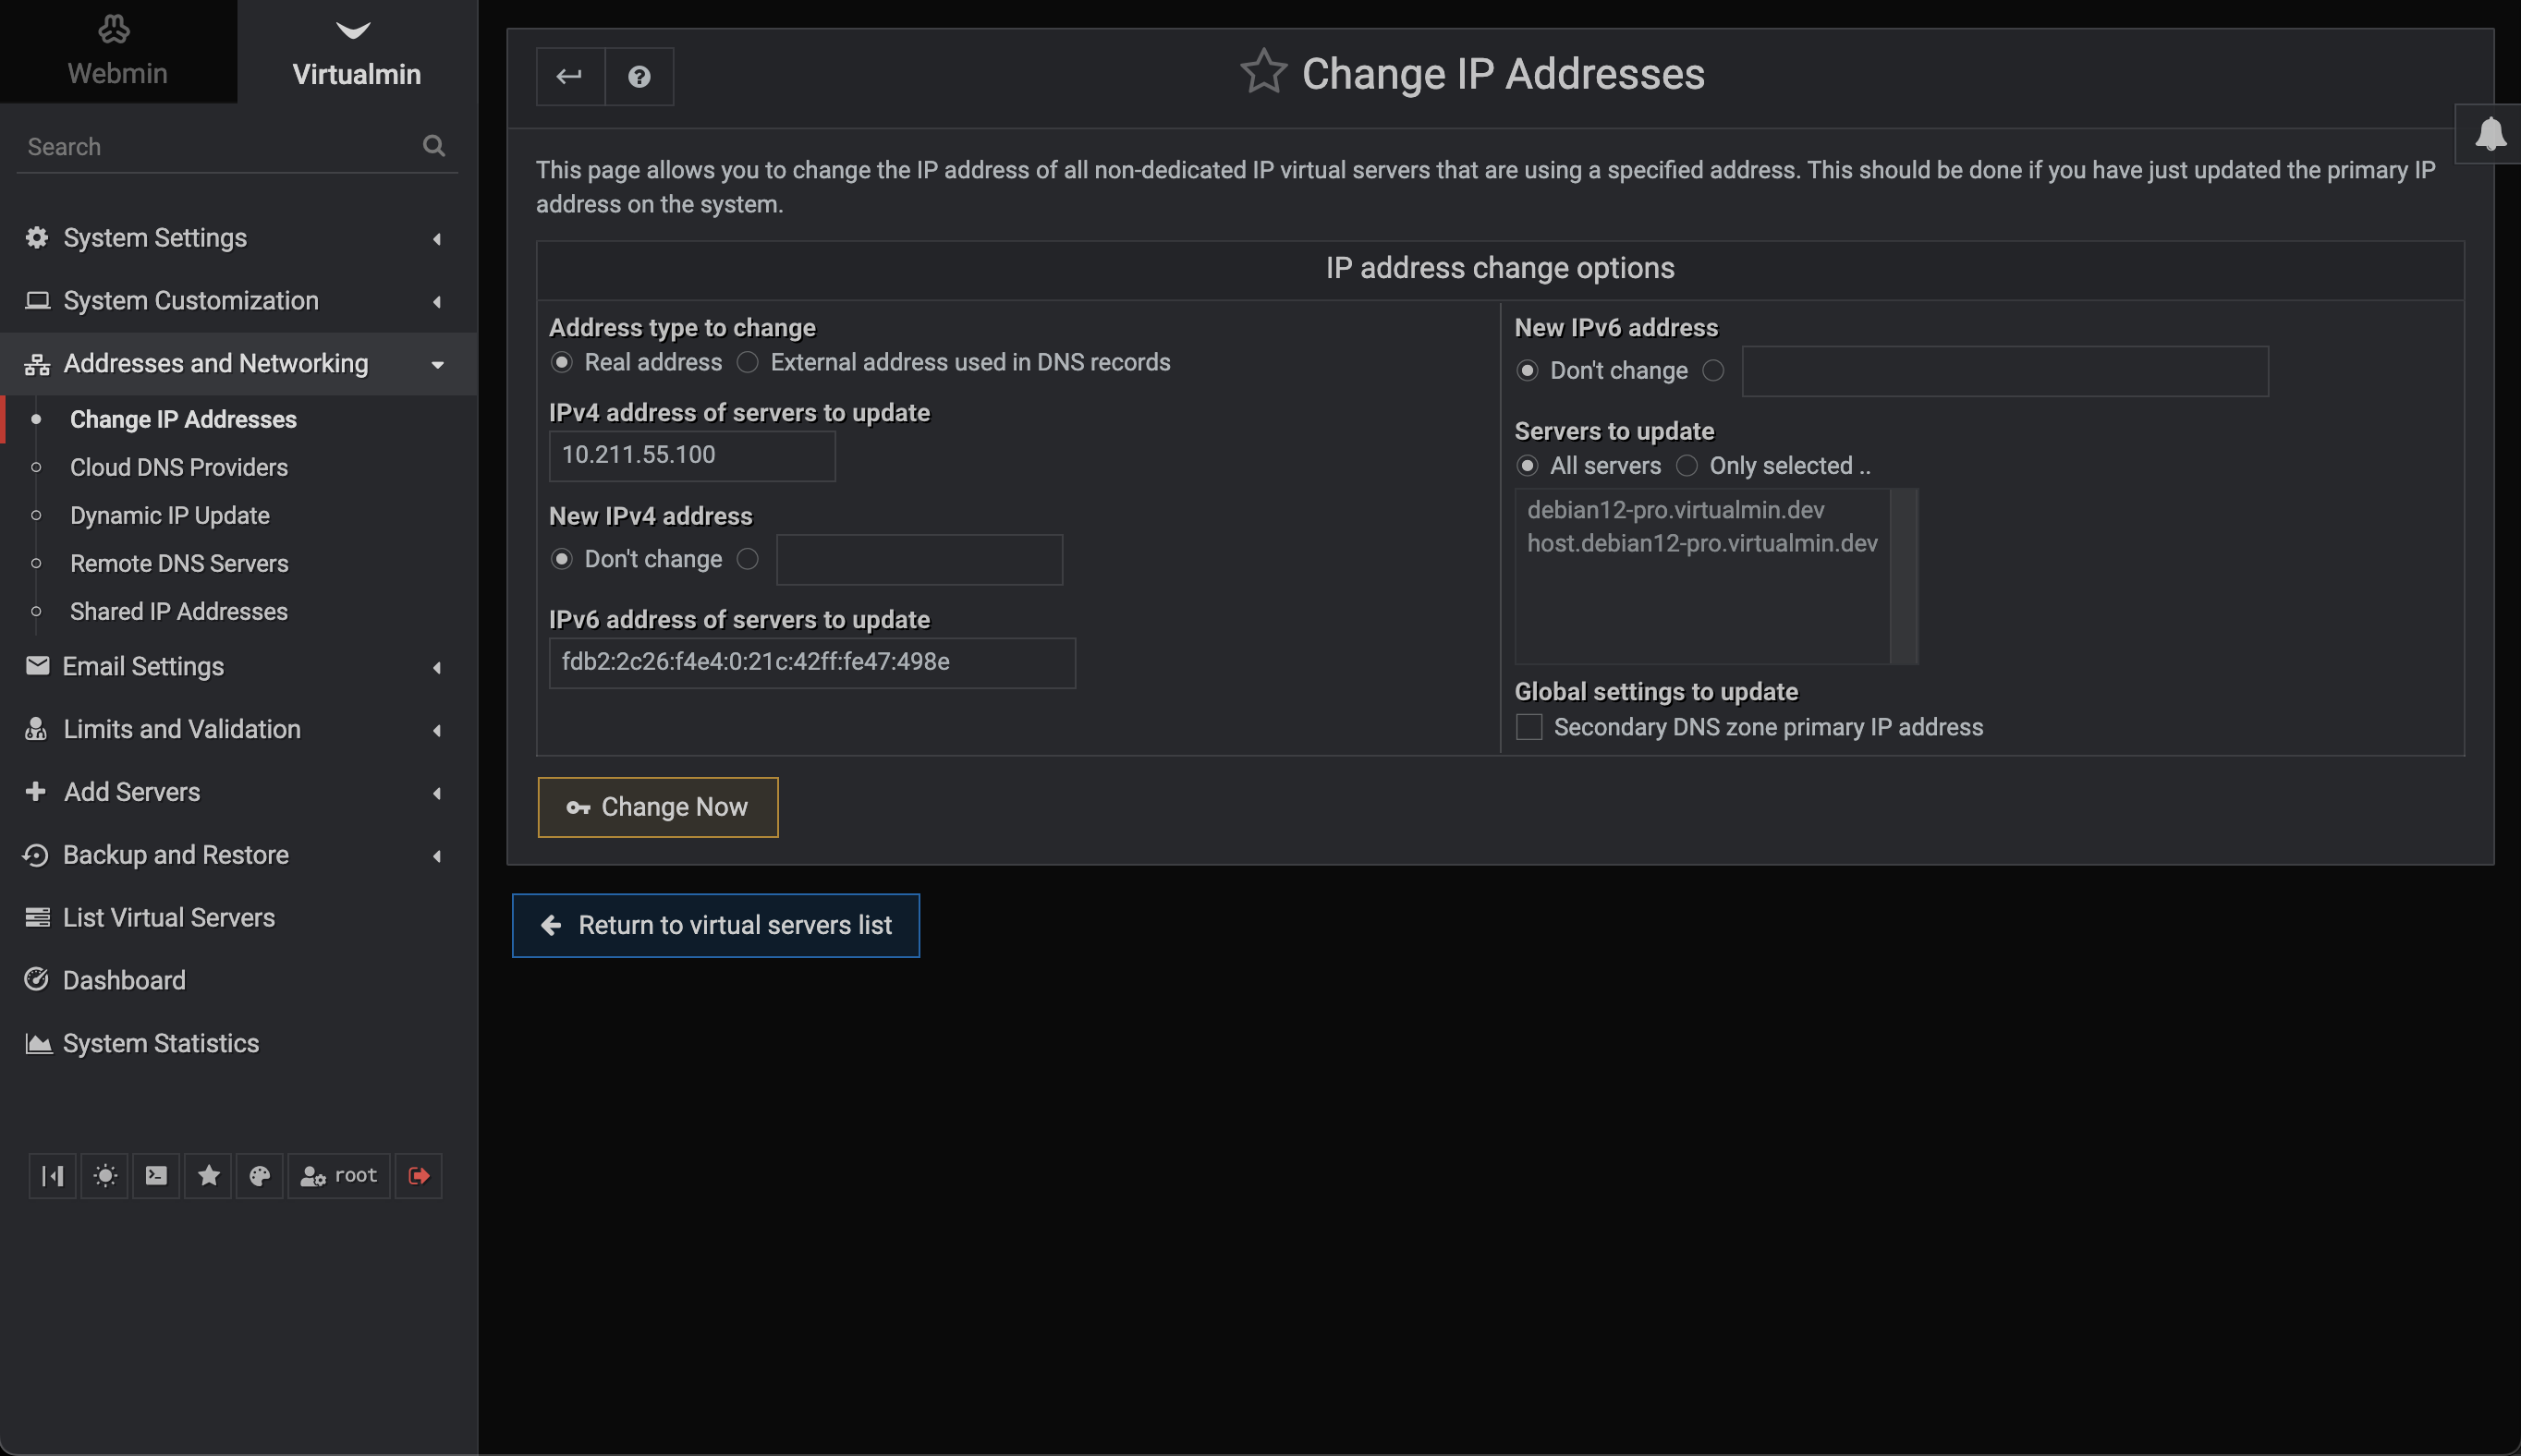 Webmin
Virtualmin
Search
System Settings
System Customization
Addresses and Networking
Change IP Addresses
Cloud DNS Providers
Dynamic IP Update
Remote DNS Servers
Shared IP Addresses
Email Settings
Limits and Validation
Add Servers
Backup and Restore
List Virtual Servers
Dashboard
System Statistics
root
Change IP Addresses
This page allows you to change the IP address of all non-dedicated IP virtual servers that are using a specified address. This should be done if you have just updated the primary IP
address on the system.
IP address change options
Address type to change
Real address External address used in DNS records
IPv4 address of servers to update
10.211.55.100
New IPv4 address
Don't change
IPv6 address of servers to update
fdb2:2c26:f4e4:0:21c:42ff:fe47:498e
New IPv6 address
Don't change
Servers to update
All servers Only selected ..
debian12-pro.virtualmin.dev
host.debian12-pro.virtualmin.dev
Global settings to update
Secondary DNS zone primary IP address
Change Now
Return to virtual servers list